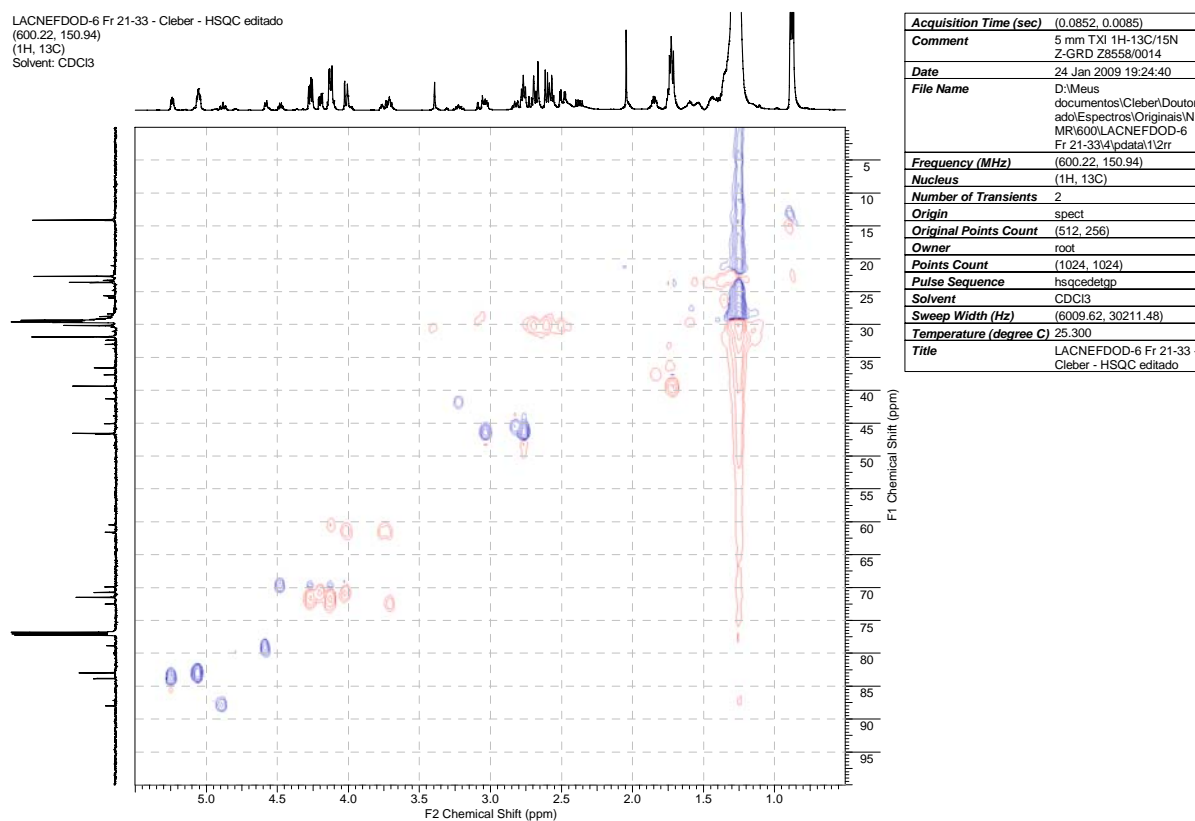 LACNEFDOD-6 Fr 21-33 - Cleber - HSQC editado
(600.22, 150.94)
(1H, 13C)
Solvent: CDCl3
Acquisition Time (sec) (0.0852, 0.0085)
Comment 5 mm TXI 1H-13C/15N
Z-GRD Z8558/0014
Date 24 Jan 2009 19:24:40
File Name D:\Meus
documentos\Cleber\Doutor
ado\Espectros\Originais\N
MR\600\LACNEFDOD-6
Fr 21-33\4\pdata\1\2rr
Frequency (MHz) (600.22, 150.94)
Nucleus (1H, 13C)
Number of Transients 2
Origin spect
Original Points Count (512, 256)
Owner root
Points Count (1024, 1024)
Pulse Sequence hsqcedetgp
Solvent CDCl3
Sweep Width (Hz) (6009.62, 30211.48)
Temperature (degree C) 25.300
Title LACNEFDOD-6 Fr 21-33 -
Cleber - HSQC editado
5
10
15
20
25
30
35
40
45
50
55
60
65
70
75
80
85
90
95
F1 Chemical Shift (ppm)
5.0 4.5 4.0 3.5 3.0 2.5 2.0 1.5 1.0
F2 Chemical Shift (ppm)